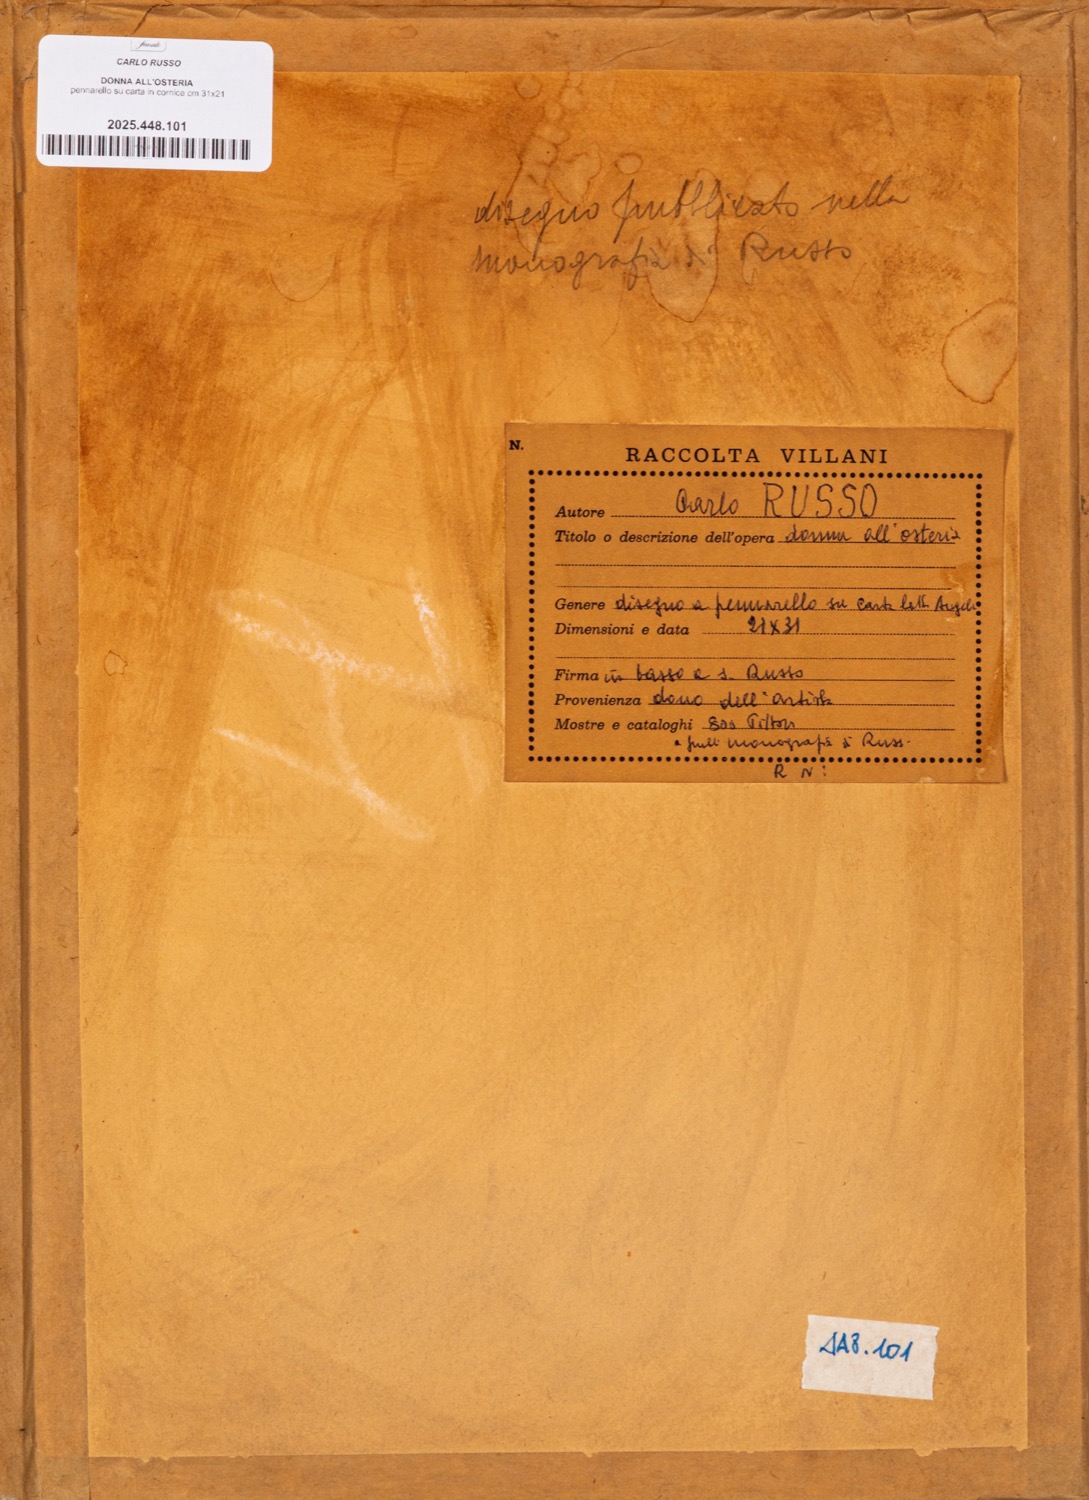 CARLO RUSSO
DONNA ALL'OSTERIA
pennarello su carta in cornice cm 31x21
2025.448.101
disegno pubblicato nella
monografia di Russo
N.
RACCOLTA VILLANI
Autore Carlo RUSSO
Titolo o descrizione dell'opera donna all'osteria
Genere disegno a pennarello su carta
Dimensioni e data 21x31
Firma in basso a s. Russo
Provenienza dono dell'artista
Mostre e cataloghi
monografia di Russ.
R N:
448.101